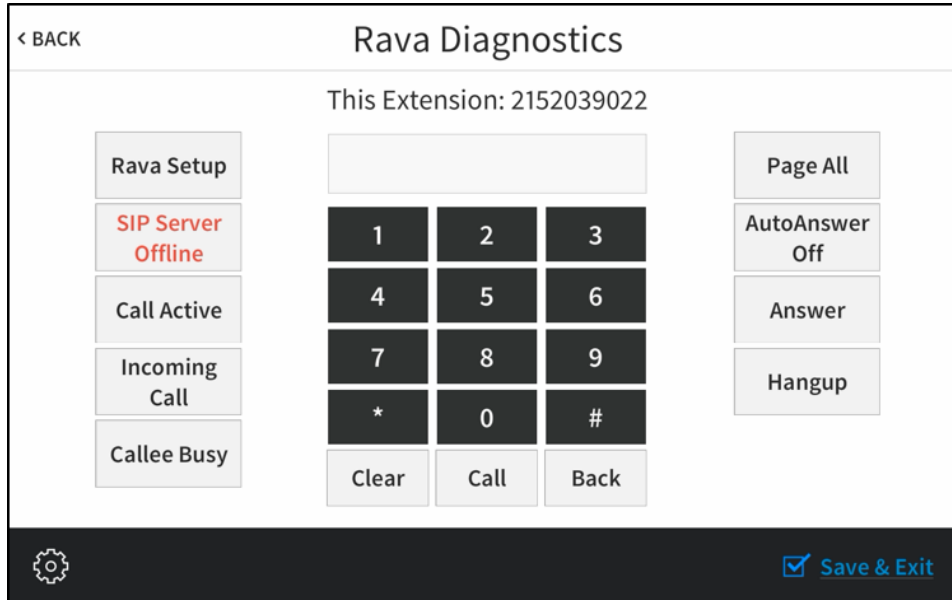 < BACK
Rava Diagnostics
This Extension: 2152039022
Rava Setup
SIP Server
Offline
Call Active
Incoming
Call
Callee Busy
1 2 3
4 5 6
7 8 9
* 0 #
Clear Call Back
Page All
AutoAnswer
Off
Answer
Hangup
Save & Exit